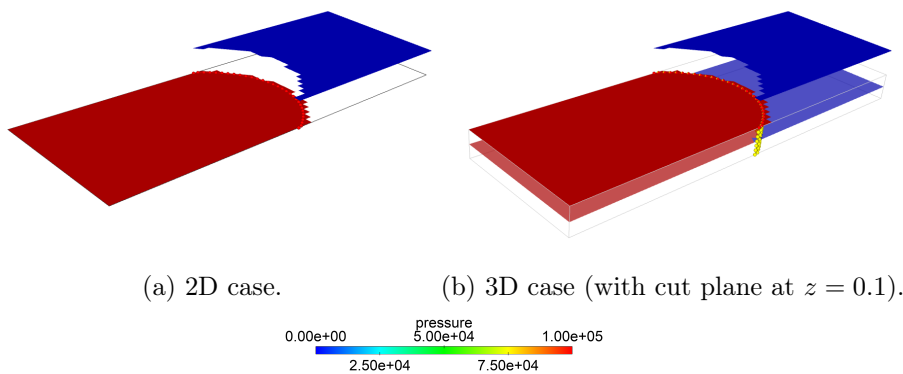 (a) 2D case.
(b) 3D case (with cut plane at z = 0.1).
pressure
0.00e+00 5.00e+04 1.00e+05
2.50e+04 7.50e+04